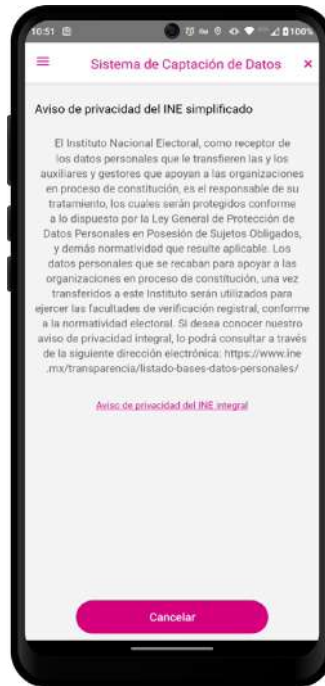 10:51
100%
Sistema de Captación de Datos ×
Aviso de privacidad del INE simplificado
El Instituto Nacional Electoral, como receptor de
los datos personales que le transfieren las y los
auxiliares y gestores que apoyan a las organizaciones
en proceso de constitución, es el responsable de su
tratamiento, los cuales serán protegidos conforme
a lo dispuesto por la Ley General de Protección de
Datos Personales en Posesión de Sujetos Obligados,
y demás normatividad que resulte aplicable. Los
datos personales que se recaban para apoyar a las
organizaciones en proceso de constitución, una vez
transferidos a este Instituto serán utilizados para
ejercer las facultades de verificación registral, conforme
a la normatividad electoral. Si desea conocer nuestro
aviso de privacidad integral, lo podrá consultar a través
de la siguiente dirección electrónica: https://www.ine
.mx/transparencia/listado-bases-datos-personales/
Aviso de privacidad del INE integral
Cancelar